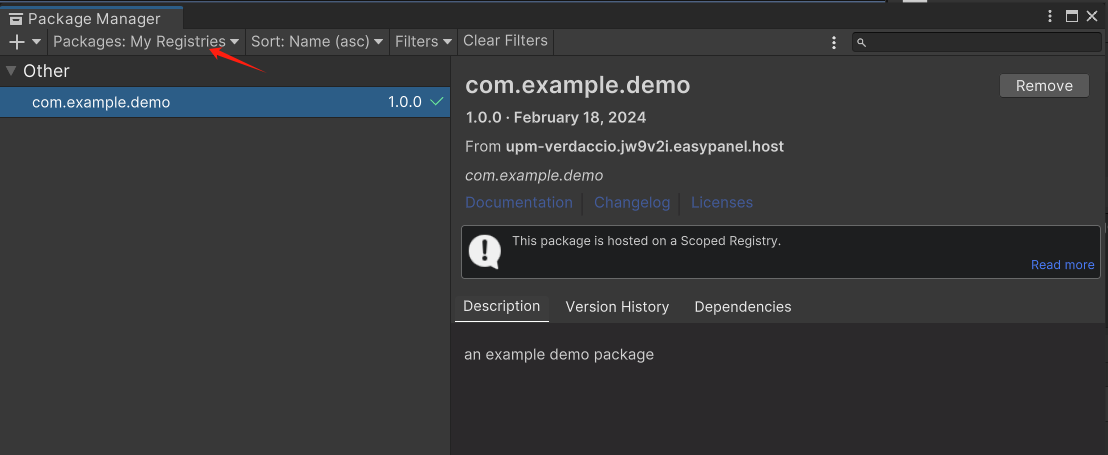 Package Manager
Packages: My Registries Sort: Name (asc) Filters Clear Filters
Other
com.example.demo 1.0.0
com.example.demo Remove
1.0.0 · February 18, 2024
From upm-verdaccio.jw9v2i.easypanel.host
com.example.demo
Documentation Changelog Licenses
This package is hosted on a Scoped Registry.
Read more
Description Version History Dependencies
an example demo package